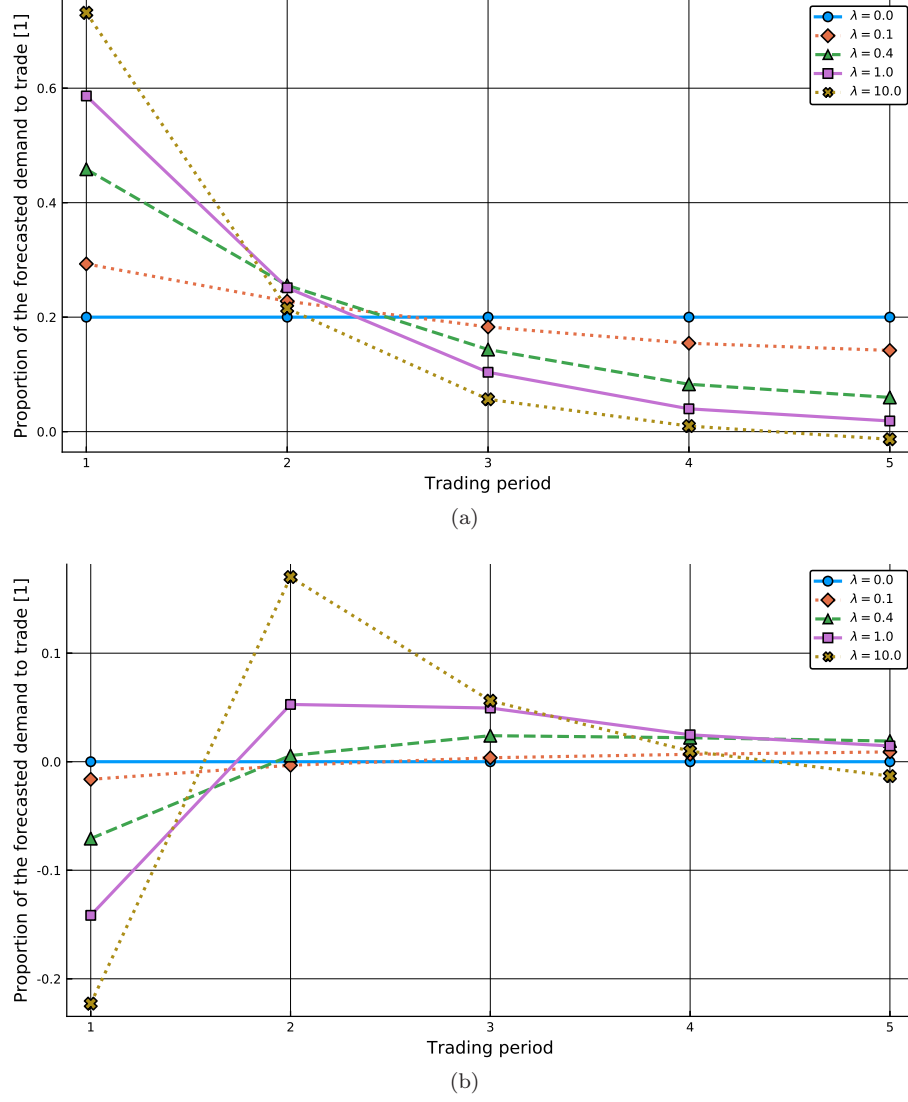 Proportion of the forecasted demand to trade [1]
0.6
0.4
0.2
0.0
λ = 0.0
λ = 0.1
λ = 0.4
λ = 1.0
λ = 10.0
1 2 3 4 5
Trading period
(a)
Proportion of the forecasted demand to trade [1]
0.1
0.0
-0.1
-0.2
λ = 0.0
λ = 0.1
λ = 0.4
λ = 1.0
λ = 10.0
1 2 3 4 5
Trading period
(b)